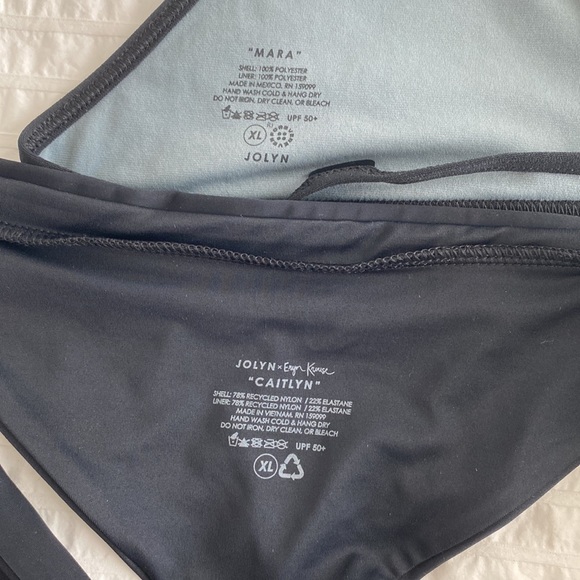 "MARA"
SHELL: 100% POLYESTER
LINER: 100% POLYESTER
MADE IN MEXICO, RN 159099
HAND WASH COLD & HANG DRY
DO NOT IRON, DRY CLEAN, OR BLEACH
UPF 50+
XL
JOLYN
JOLYN × Eryn Krouse
"CAITLYN"
SHELL: 78% RECYCLED NYLON / 22% ELASTANE
LINER: 78% RECYCLED NYLON / 22% ELASTANE
MADE IN VIETNAM, RN 159099
HAND WASH COLD & HANG DRY
DO NOT IRON, DRY CLEAN, OR BLEACH
UPF 50+
XL